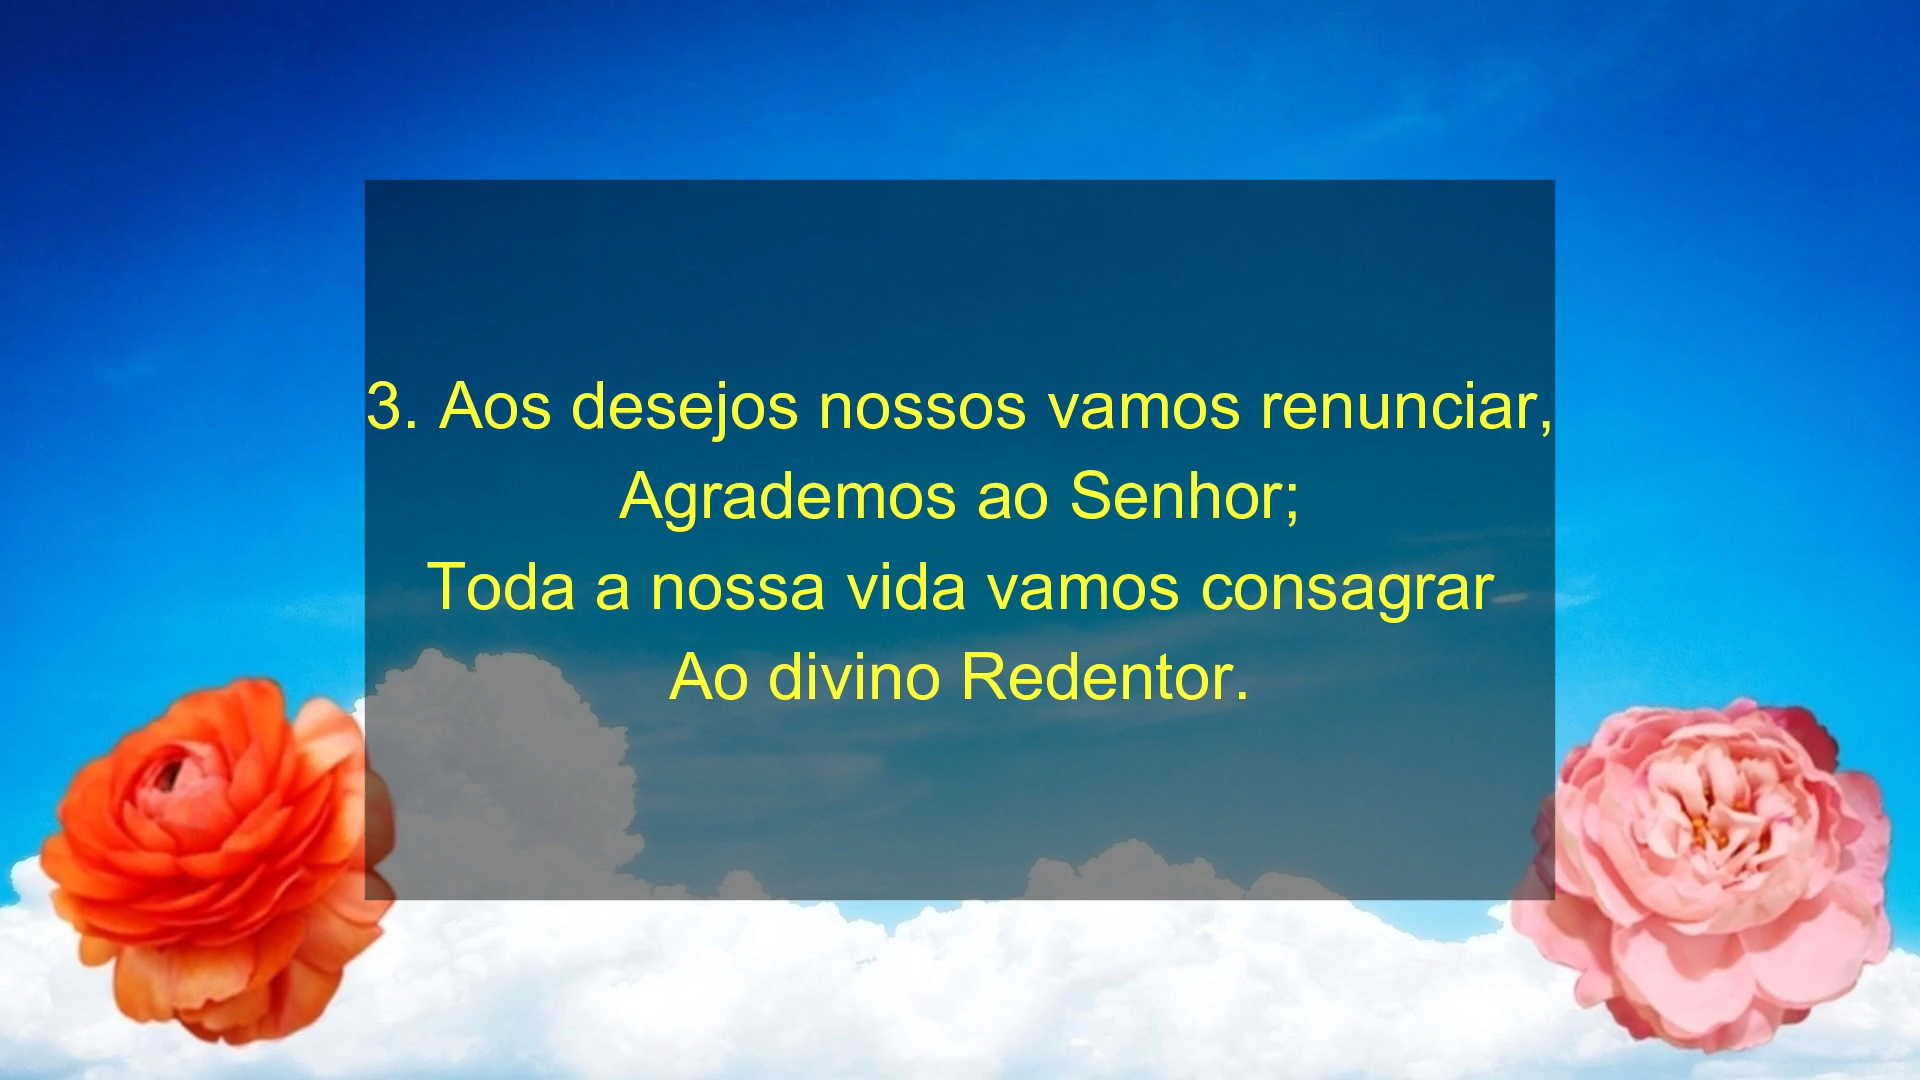 3. Aos desejos nossos vamos renunciar,
Agrademos ao Senhor;
Toda a nossa vida vamos consagrar
Ao divino Redentor.